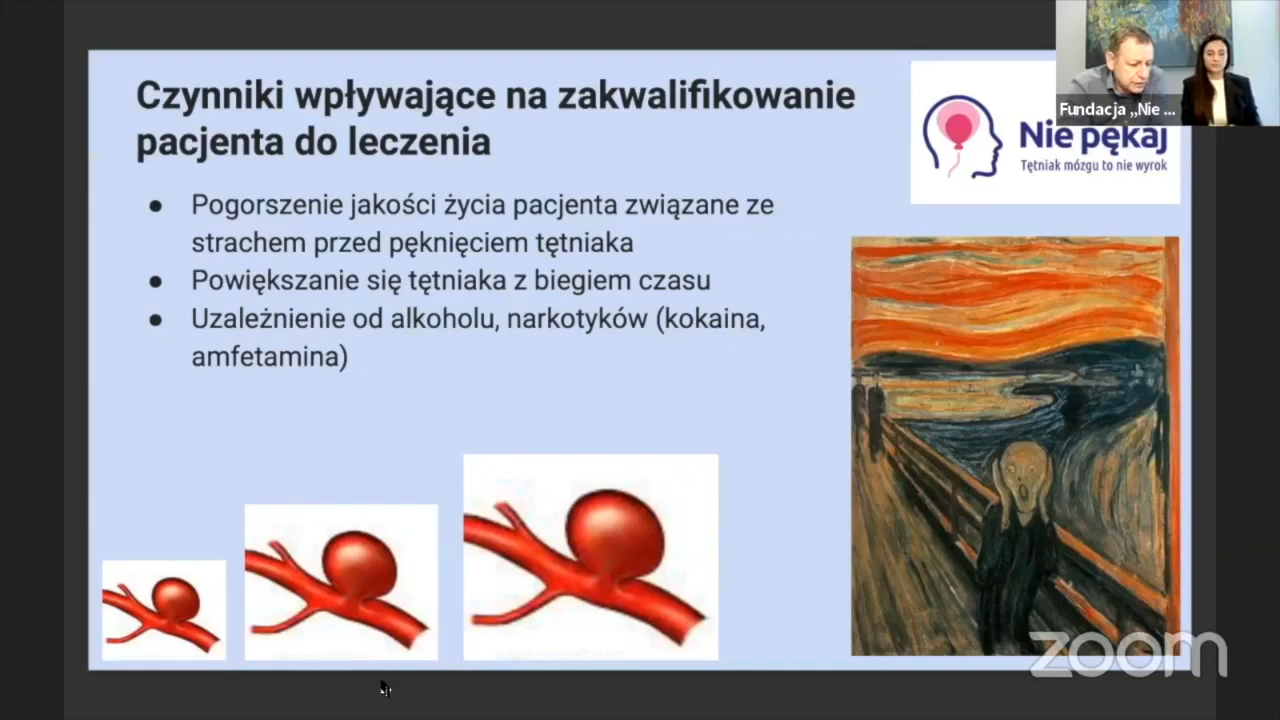 Czynniki wpływające na zakwalifikowanie
pacjenta do leczenia
● Pogorszenie jakości życia pacjenta związane ze
strachem przed pęknięciem tętniaka
● Powiększanie się tętniaka z biegiem czasu
● Uzależnienie od alkoholu, narkotyków (kokaina,
amfetamina)
Fundacja „Nie ...
Nie pękaj
Tętniak mózgu to nie wyrok
zoom